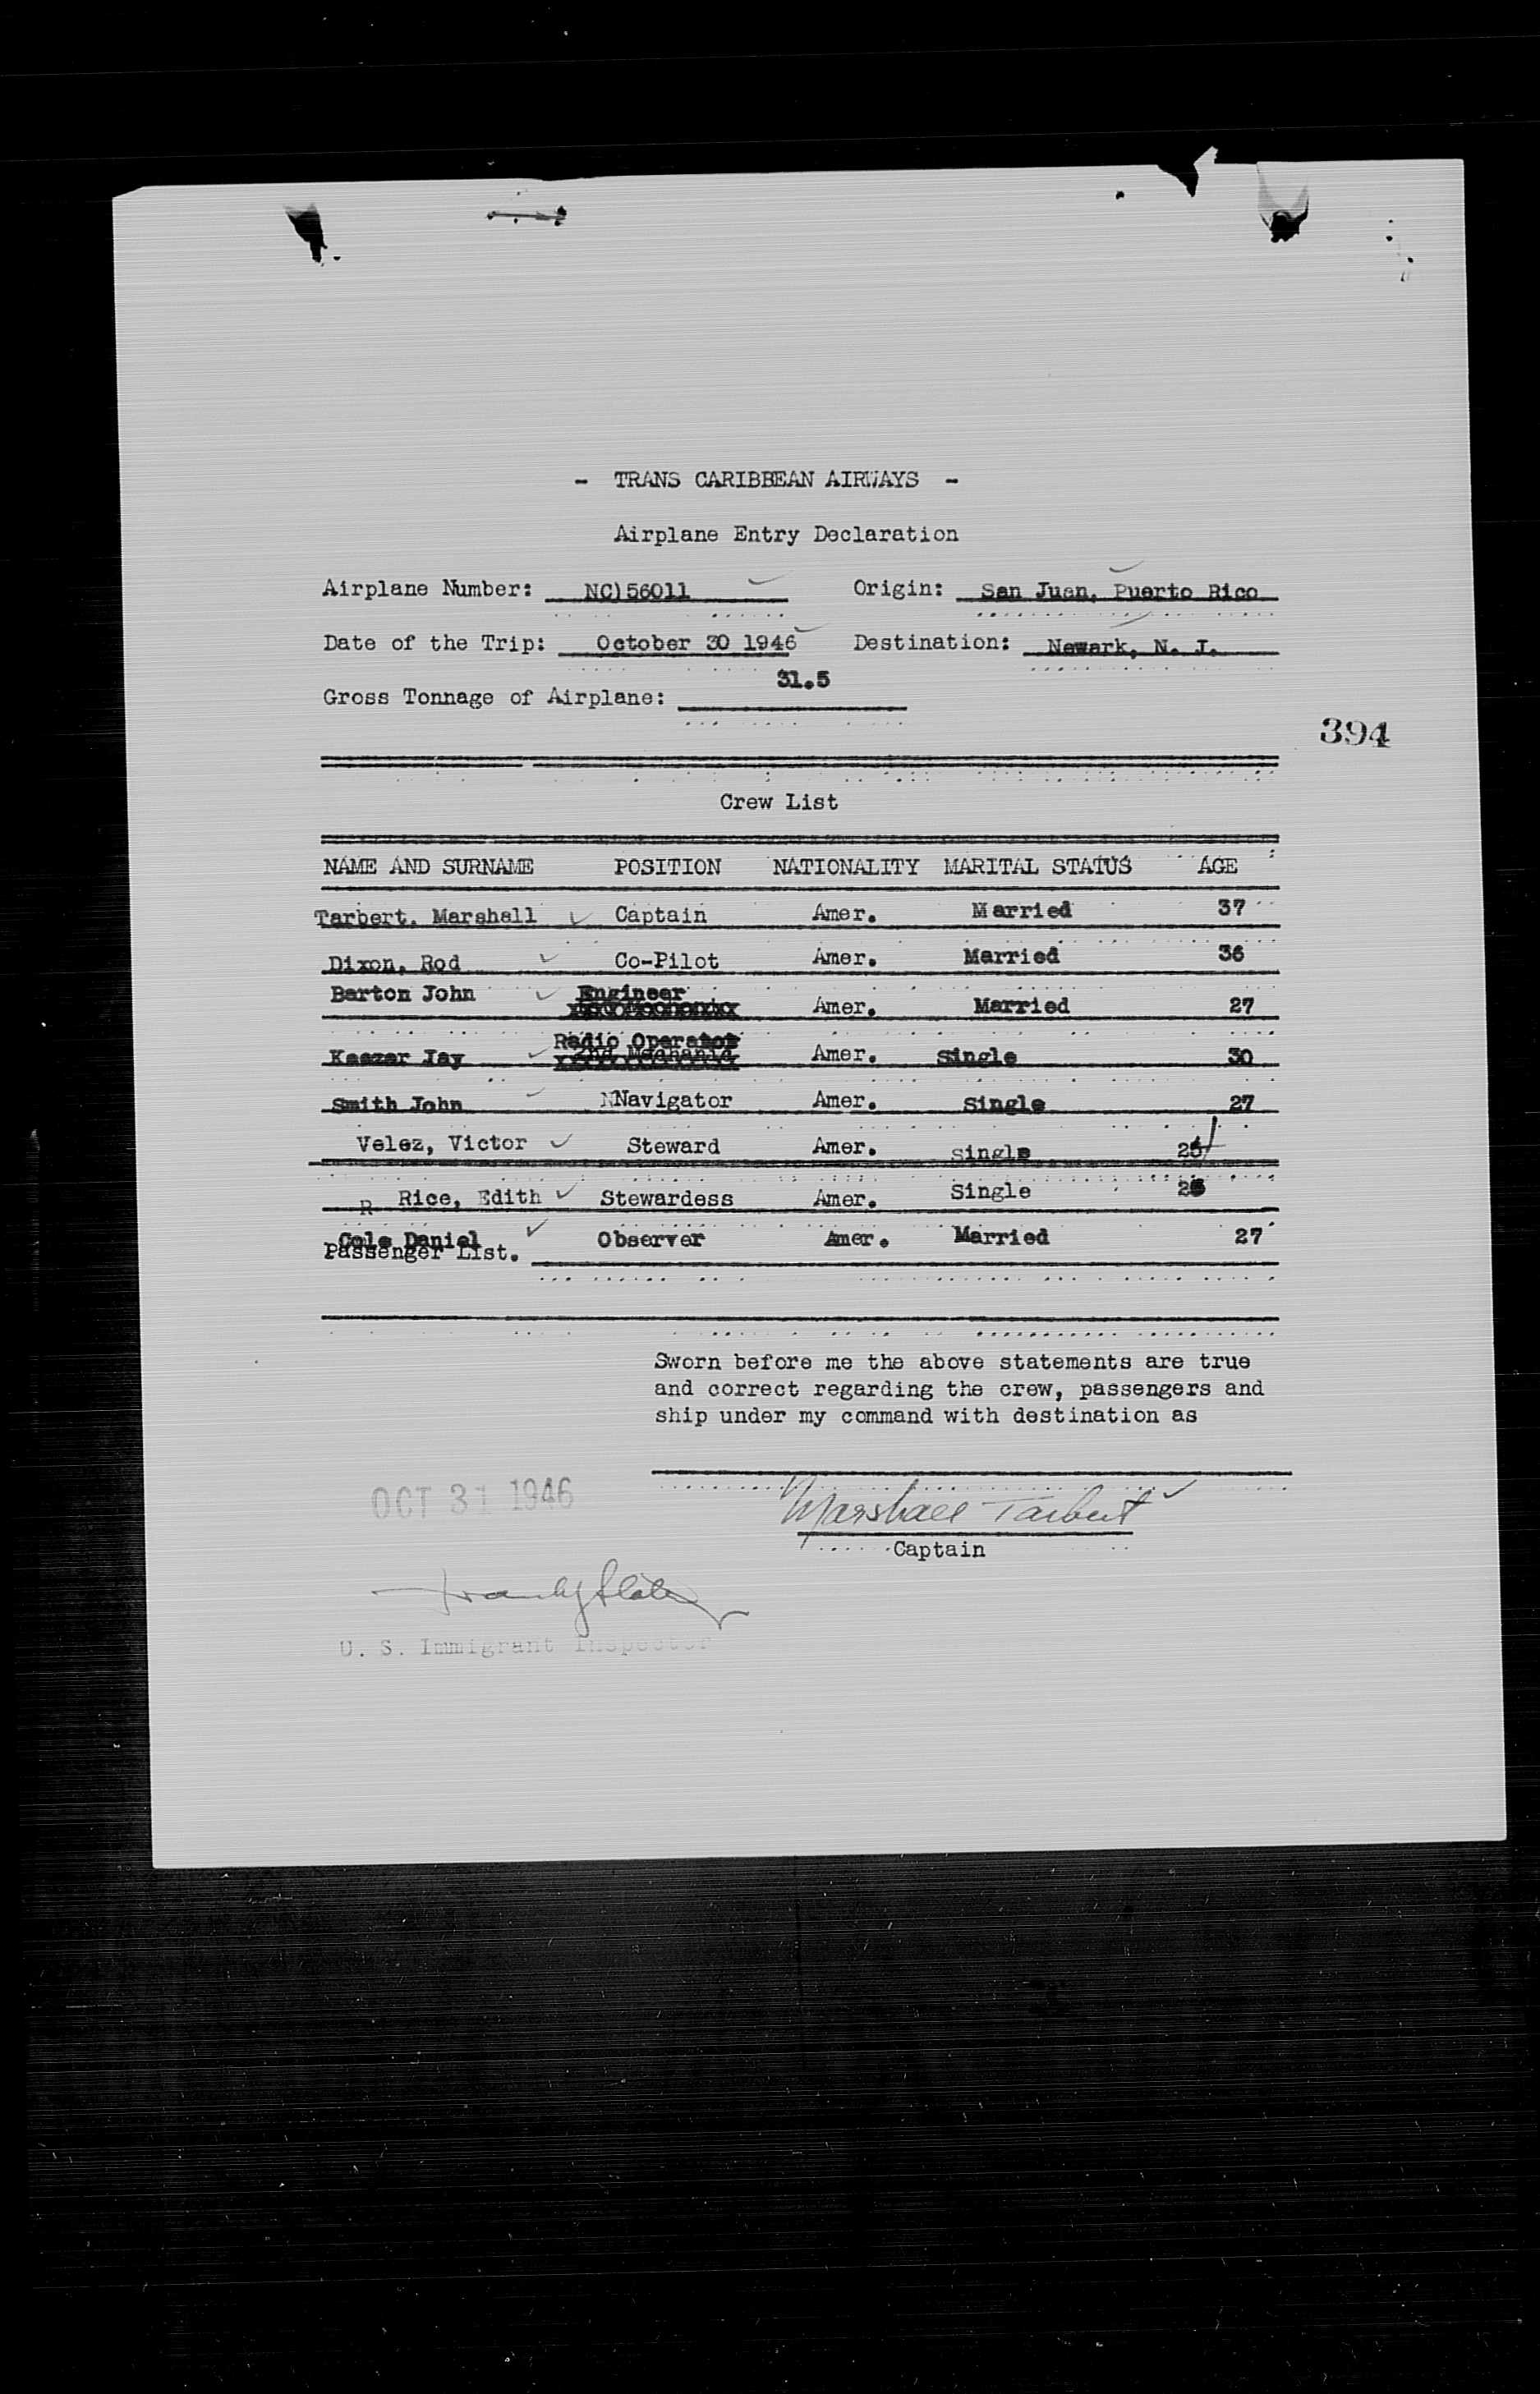 - TRANS CARIBBEAN AIRWAYS -
Airplane Entry Declaration
Airplane Number: NC)56011 Origin: San Juan, Puerto Rico
Date of the Trip: October 30 1946 Destination: Newark, N. J.
Gross Tonnage of Airplane: 31.5
394
Crew List
NAME AND SURNAME POSITION NATIONALITY MARITAL STATUS AGE
Tarbert, Marshall Captain Amer. Married 37
Dixon, Rod Co-Pilot Amer. Married 36
Barton John Engineer Amer. Married 27
Kaezar Jay Radio Operator 2nd Mechanic Amer. Single 30
Smith John NNavigator Amer. Single 27
Velez, Victor Steward Amer. Single
R Rice, Edith Stewardess Amer. Single
Cole Daniel Observer Amer. Married 27
Passenger List.
Sworn before me the above statements are true
and correct regarding the crew, passengers and
ship under my command with destination as
OCT 31 1946
Marshall Tarbert
Captain
U. S. Immigrant Inspector